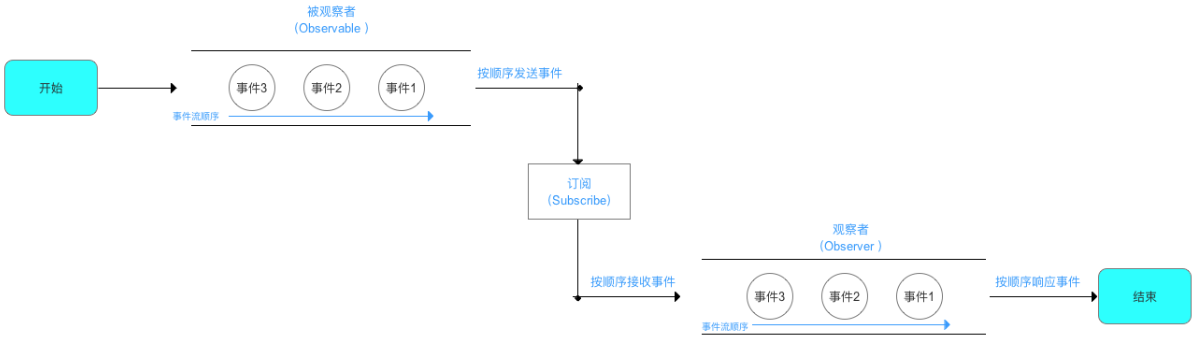 被观察者
（Observable ）
开始
事件3
事件2
事件1
按顺序发送事件
事件流顺序
订阅
（Subscribe）
观察者
（Observer ）
按顺序接收事件
事件3
事件2
事件1
按顺序响应事件
结束
事件流顺序